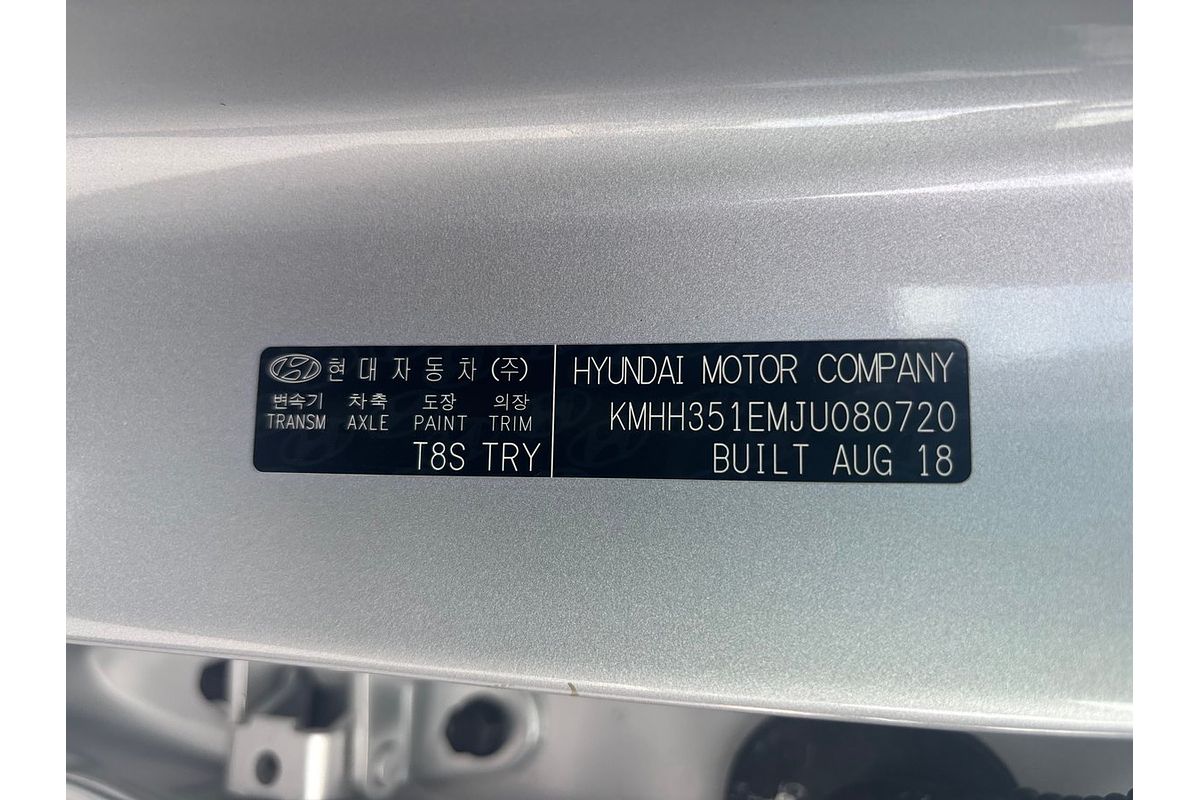 현대자동차 (주)
변속기 차축 도장 의장
TRANSM AXLE PAINT TRIM
T8S TRY
HYUNDAI MOTOR COMPANY
KMHH351EMJU080720
BUILT AUG 18